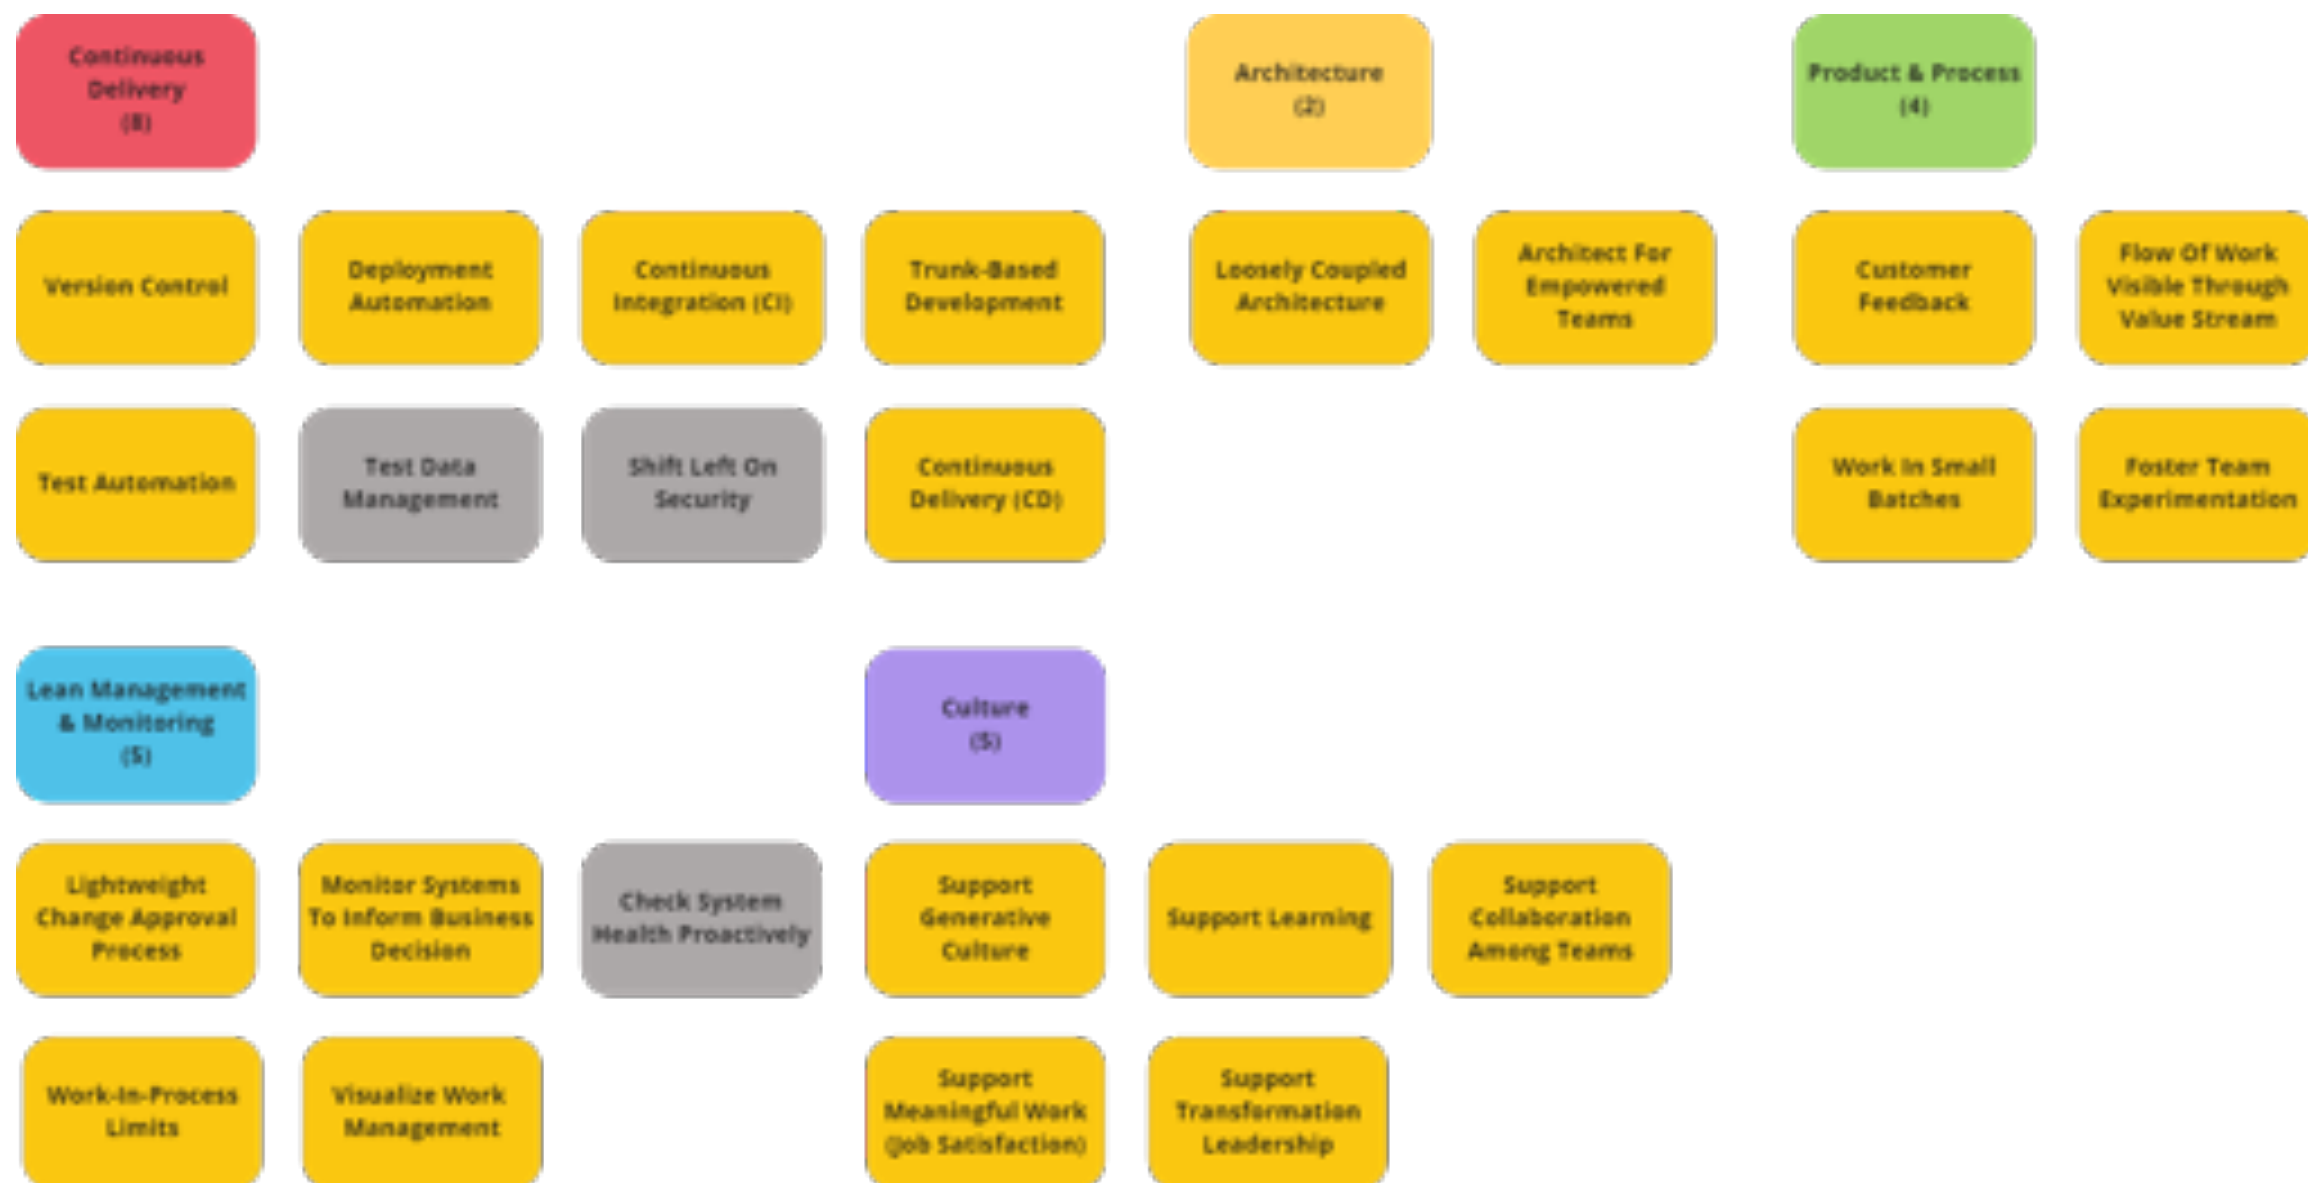 Continuous
Delivery
(8)
Architecture
(2)
Product & Process
(4)
Version Control
Deployment
Automation
Continuous
Integration (CI)
Trunk-Based
Development
Loosely Coupled
Architecture
Architect For
Empowered
Teams
Customer
Feedback
Flow Of Work
Visible Through
Value Stream
Test Automation
Test Data
Management
Shift Left On
Security
Continuous
Delivery (CD)
Work In Small
Batches
Foster Team
Experimentation
Lean Management
& Monitoring
(5)
Culture
(5)
Lightweight
Change Approval
Process
Monitor Systems
To Inform Business
Decision
Check System
Health Proactively
Support
Generative
Culture
Support Learning
Support
Collaboration
Among Teams
Work-In-Process
Limits
Visualize Work
Management
Support
Meaningful Work
(Job Satisfaction)
Support
Transformation
Leadership